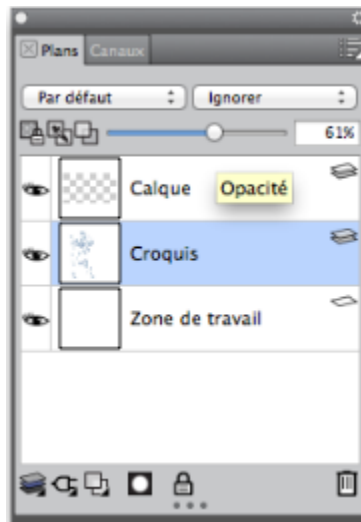 Plans Canaux
Par défaut Ignorer
61%
Calque Opacité
Croquis
Zone de travail